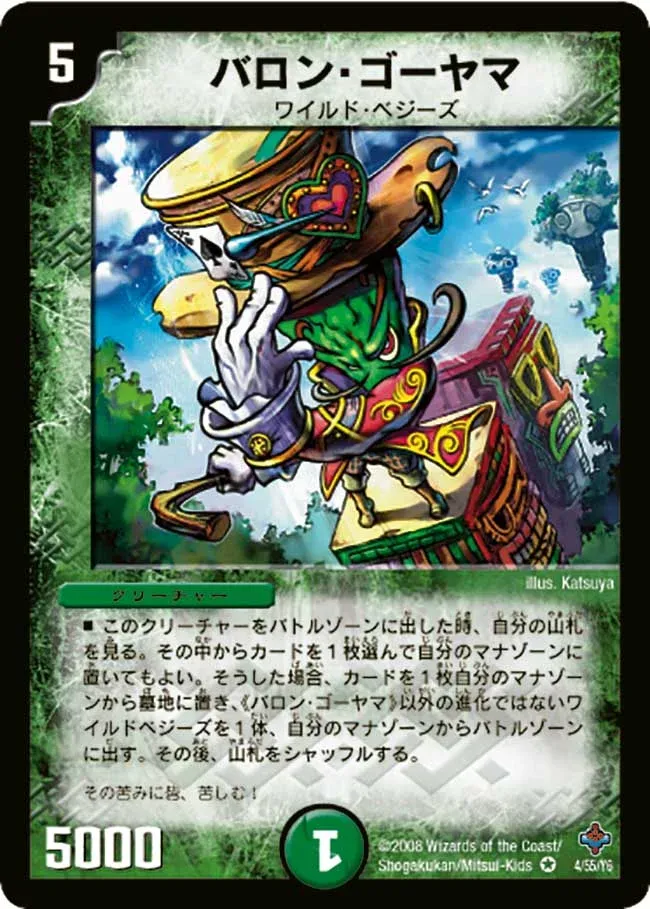 5
バロン・ゴーヤマ
ワイルド・ベジーズ
illus. Katsuya
クリーチャー
■ このクリーチャーをバトルゾーンに出した時、自分の山札
を見る。その中からカードを1枚選んで自分のマナゾーンに
置いてもよい。そうした場合、カードを1枚自分のマナゾー
ンから墓地に置き、《バロン・ゴーヤマ》以外の進化ではないワ
イルドベジーズを1体、自分のマナゾーンからバトルゾーン
に出す。その後、山札をシャッフルする。
その苦みに皆、苦しむ!
5000
1
©2008 Wizards of the Coast/
Shogakukan/Mitsui-Kids 4/55/Y6